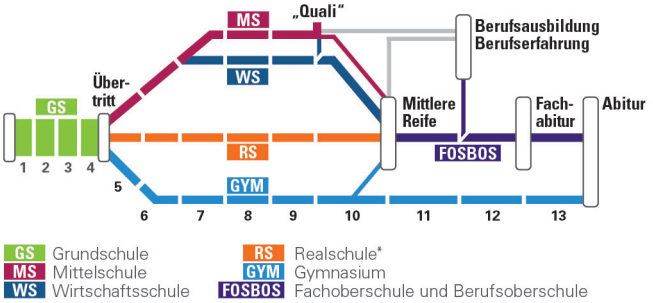 „Quali“
Berufsausbildung
Berufserfahrung
MS
Über-
tritt
WS
GS
Mittlere
Reife
Fach-
abitur
Abitur
RS
FOSBOS
1 2 3 4
GYM
5
6 7 8 9 10 11 12 13
GS Grundschule
RS Realschule*
MS Mittelschule
GYM Gymnasium
WS Wirtschaftsschule
FOSBOS Fachoberschule und Berufsoberschule